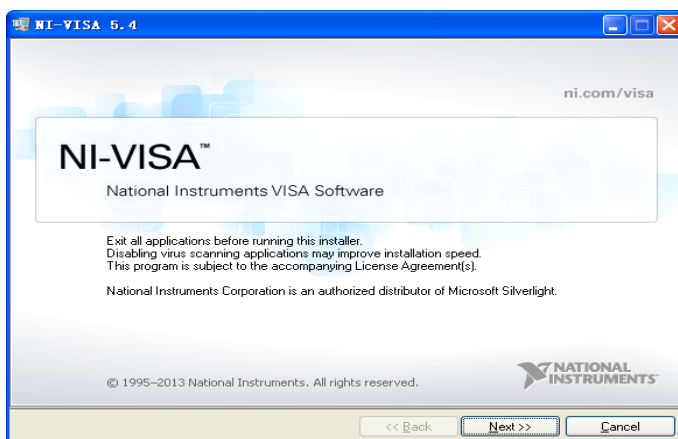 NI-VISA 5.4
ni.com/visa
NI-VISA™
National Instruments VISA Software
Exit all applications before running this installer.
Disabling virus scanning applications may improve installation speed.
This program is subject to the accompanying License Agreement(s).
National Instruments Corporation is an authorized distributor of Microsoft Silverlight.
NATIONAL
INSTRUMENTS™
© 1995–2013 National Instruments. All rights reserved.
<< Back Next >> Cancel